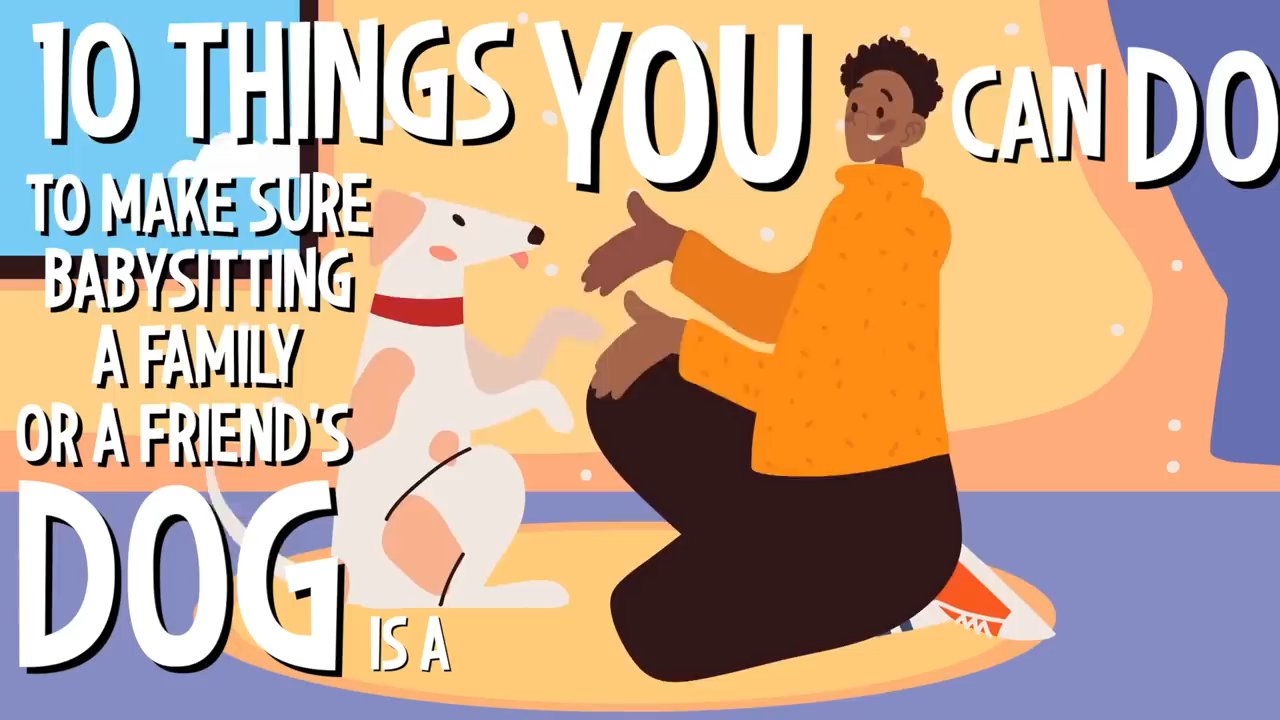 10 THINGS YOU CAN DO
TO MAKE SURE
BABYSITTING
A FAMILY
OR A FRIEND'S
DOG IS A